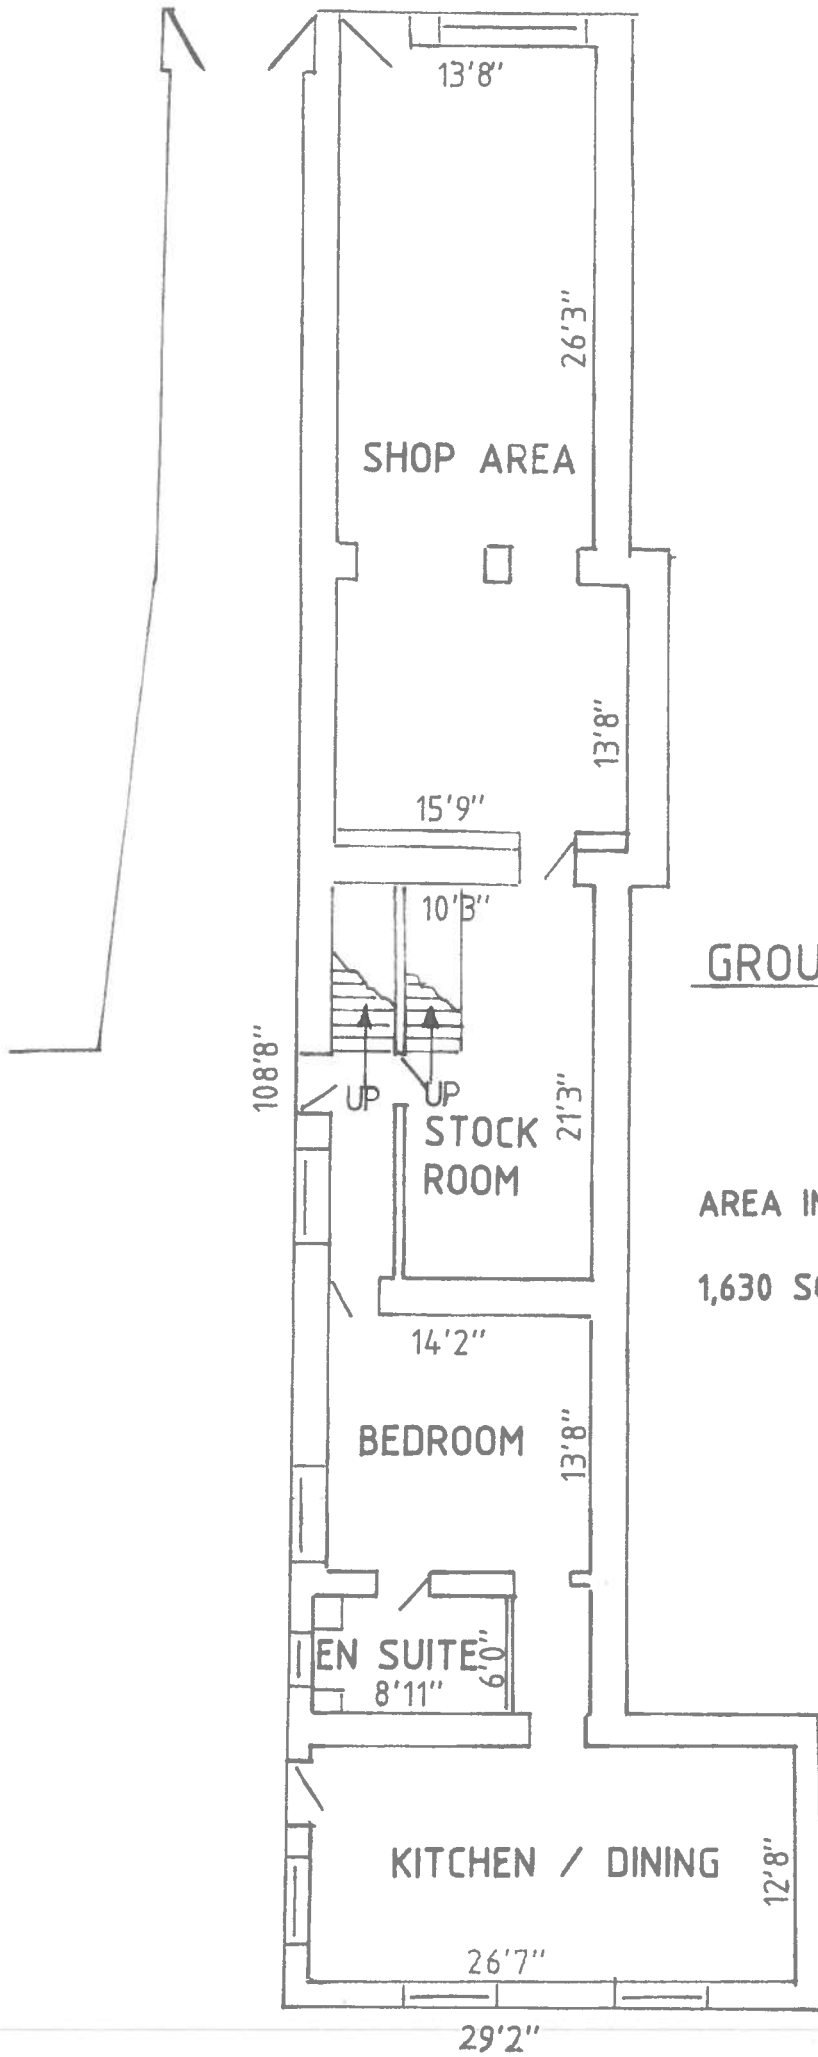 13'8"
26'3"
SHOP AREA
13'8"
15'9"
10'3"
GROU
108'8"
UP
UP
21'3"
STOCK
ROOM
AREA IN
1,630 S
14'2"
BEDROOM
13'8"
EN SUITE
6'0"
8'11"
KITCHEN / DINING
12'8"
26'7"
29'2"